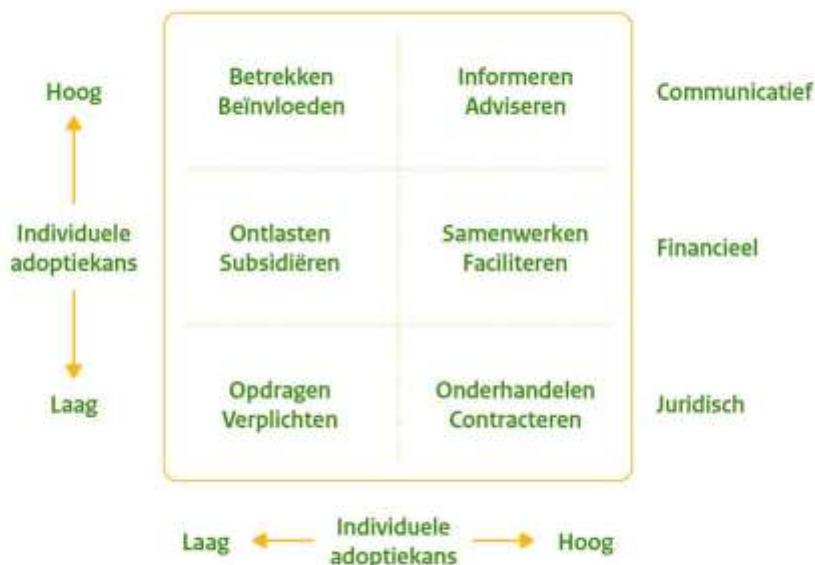 Hoog
Betrekken
Beïnvloeden
Informeren
Adviseren
Communicatief
Individuele
adoptiekans
Ontlasten
Subsidiëren
Samenwerken
Faciliteren
Financieel
Laag
Opdragen
Verplichten
Onderhandelen
Contracteren
Juridisch
Laag
Individuele
adoptiekans
Hoog